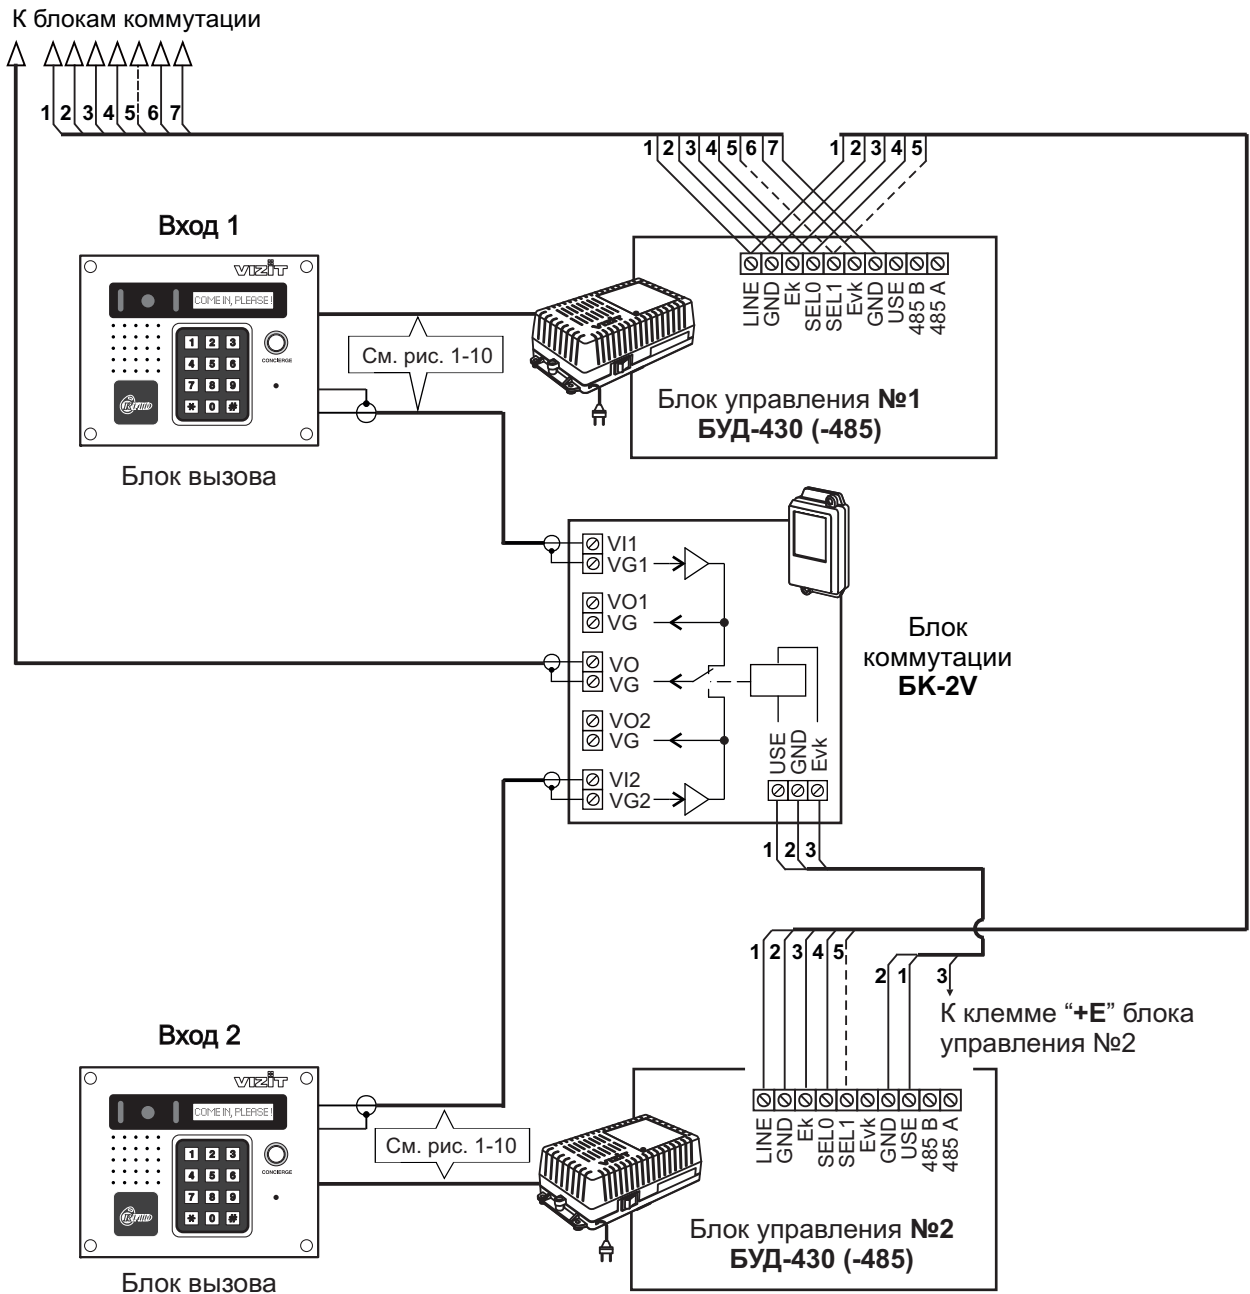 К блокам коммутации
1 2 3 4 5 6 7
1 2 3 4 5 6 7
1 2 3 4 5
Вход 1
VIZIT
COME IN, PLEASE!
1 2 3
4 5 6
7 8 9
* 0 #
CONCIERGE
Блок вызова
См. рис. 1-10
LINE
GND
Ek
SEL0
SEL1
Evk
GND
USE
485 B
485 A
Блок управления №1
БУД-430 (-485)
VI1
VG1
VO1
VG
VO
VG
VO2
VG
VI2
VG2
USE
GND
Evk
1 2 3
Блок
коммутации
БК-2V
1 2 3 4 5
2 1 3
К клемме “+E” блока
управления №2
Вход 2
VIZIT
COME IN, PLEASE!
1 2 3
4 5 6
7 8 9
* 0 #
CONCIERGE
Блок вызова
См. рис. 1-10
LINE
GND
Ek
SEL0
SEL1
Evk
GND
USE
485 B
485 A
Блок управления №2
БУД-430 (-485)